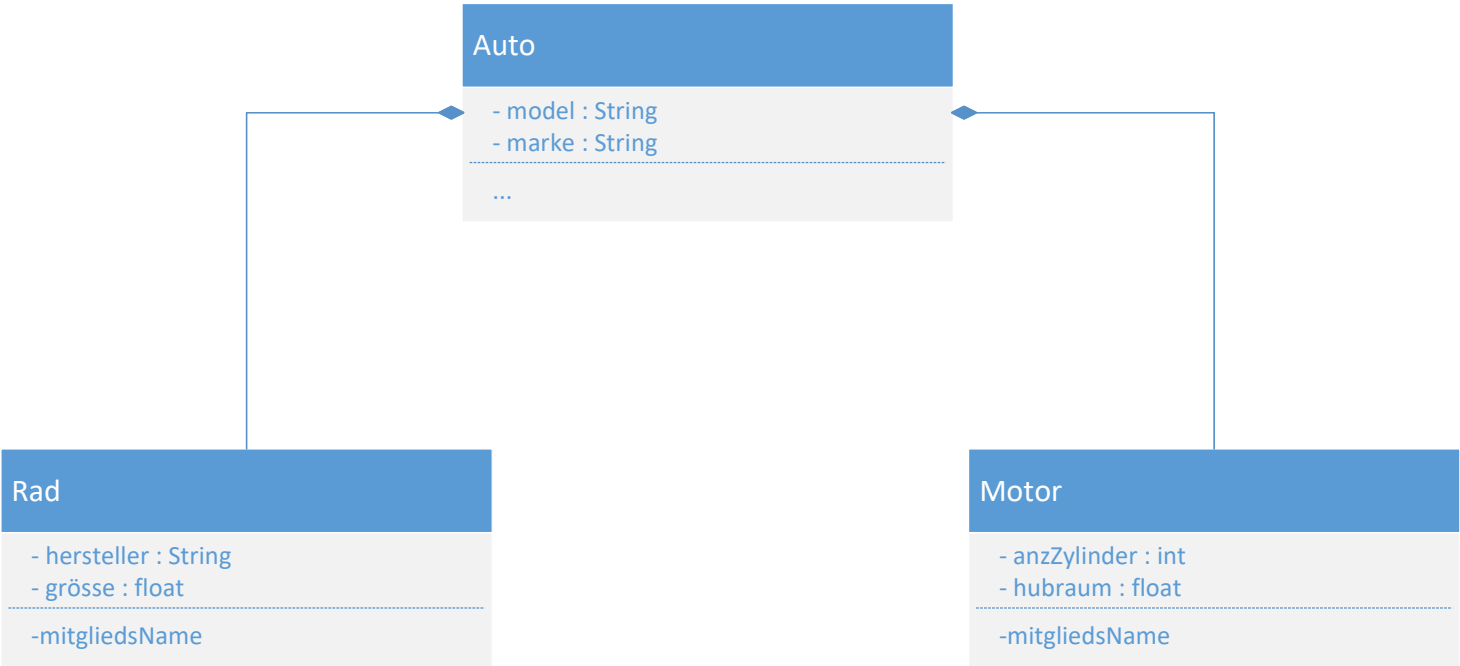 Auto
- model : String
- marke : String
...
Rad
- hersteller : String
- grösse : float
-mitgliedsName
Motor
- anzZylinder : int
- hubraum : float
-mitgliedsName